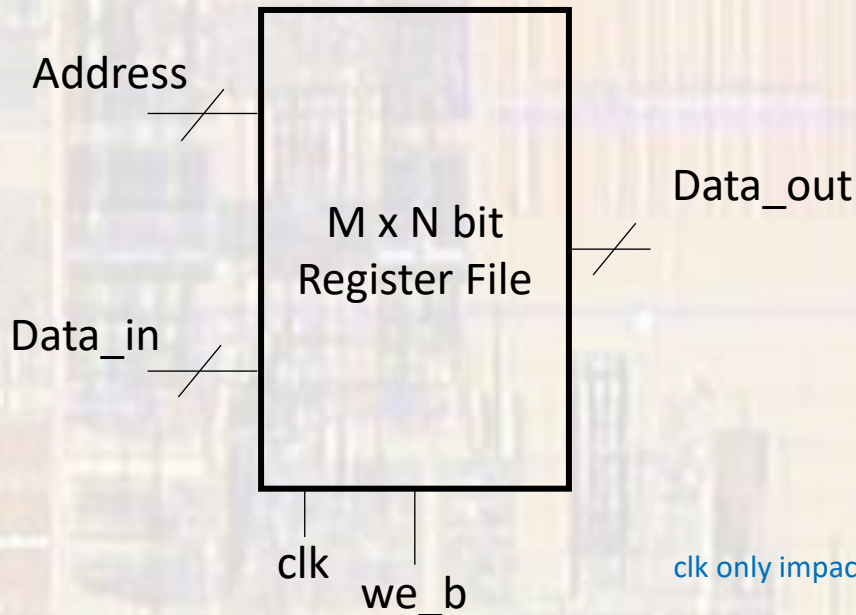 Address
M x N bit
Register File
Data_out
Data_in
clk
we_b
clk only impac